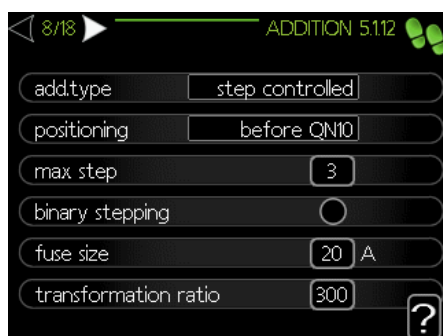 8/18 ADDITION 5.1.12
add.type step controlled
positioning before QN10
max step 3
binary stepping
fuse size 20 A
transformation ratio 300
?